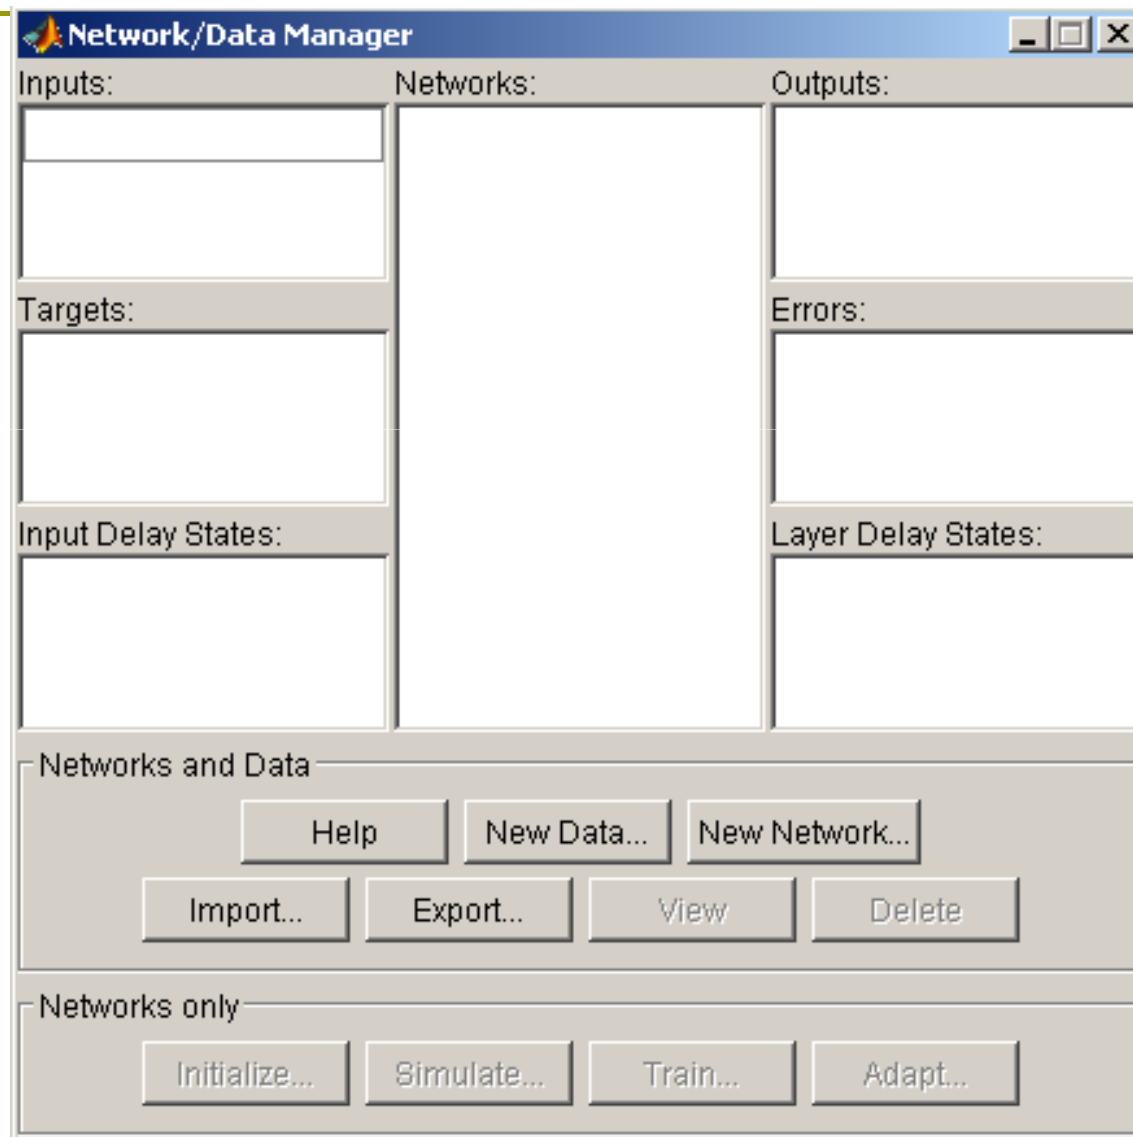 Network/Data Manager
Inputs: Networks: Outputs:
Targets: Errors:
Input Delay States: Layer Delay States:
Networks and Data
Help New Data... New Network...
Import... Export... View Delete
Networks only
Initialize... Simulate... Train... Adapt...